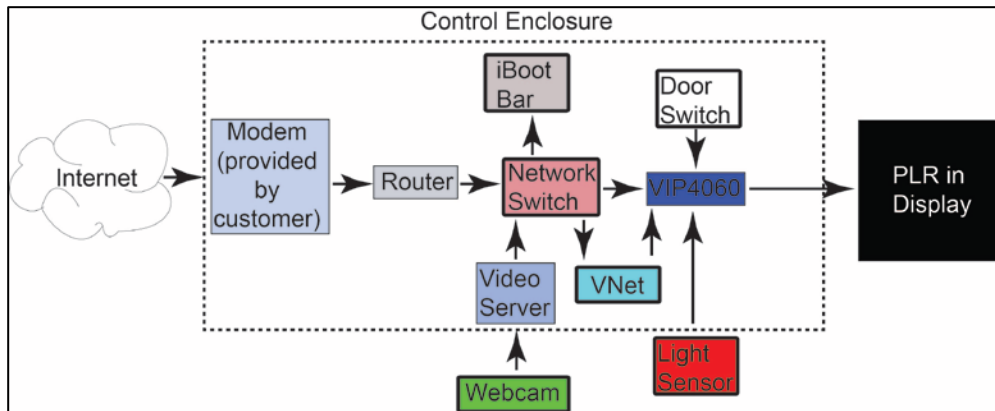 Control Enclosure
iBoot
Bar
Door
Switch
Internet
Modem
(provided
by
customer)
Router
Network
Switch
VIP4060
PLR in
Display
Video
Server
VNet
Webcam
Light
Sensor